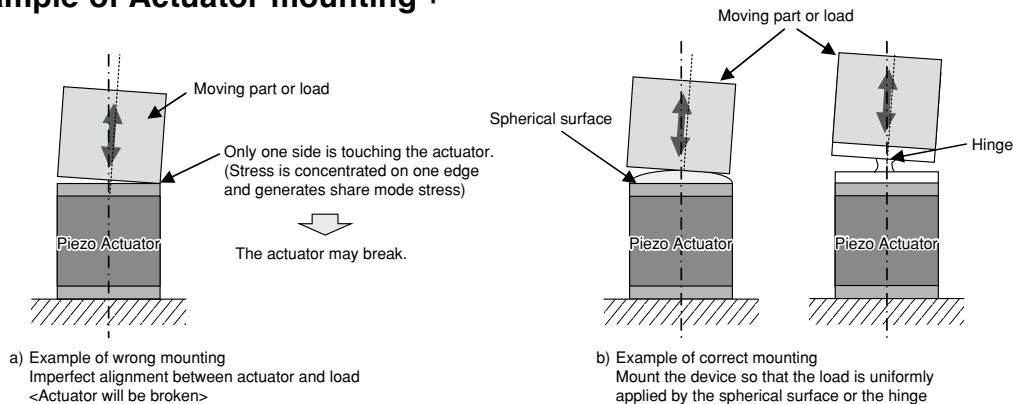 ample of Actuator mounting
Moving part or load
Moving part or load
Spherical surface
Only one side is touching the actuator.
(Stress is concentrated on one edge
and generates share mode stress)
Hinge
Piezo Actuator
The actuator may break.
Piezo Actuator
Piezo Actuator
a) Example of wrong mounting
Imperfect alignment between actuator and load
<Actuator will be broken>
b) Example of correct mounting
Mount the device so that the load is uniformly
applied by the spherical surface or the hinge